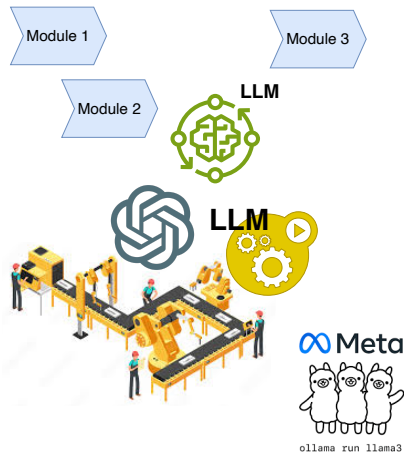 Module 1
Module 3
LLM
Module 2
LLM
Meta
ollama run llama3